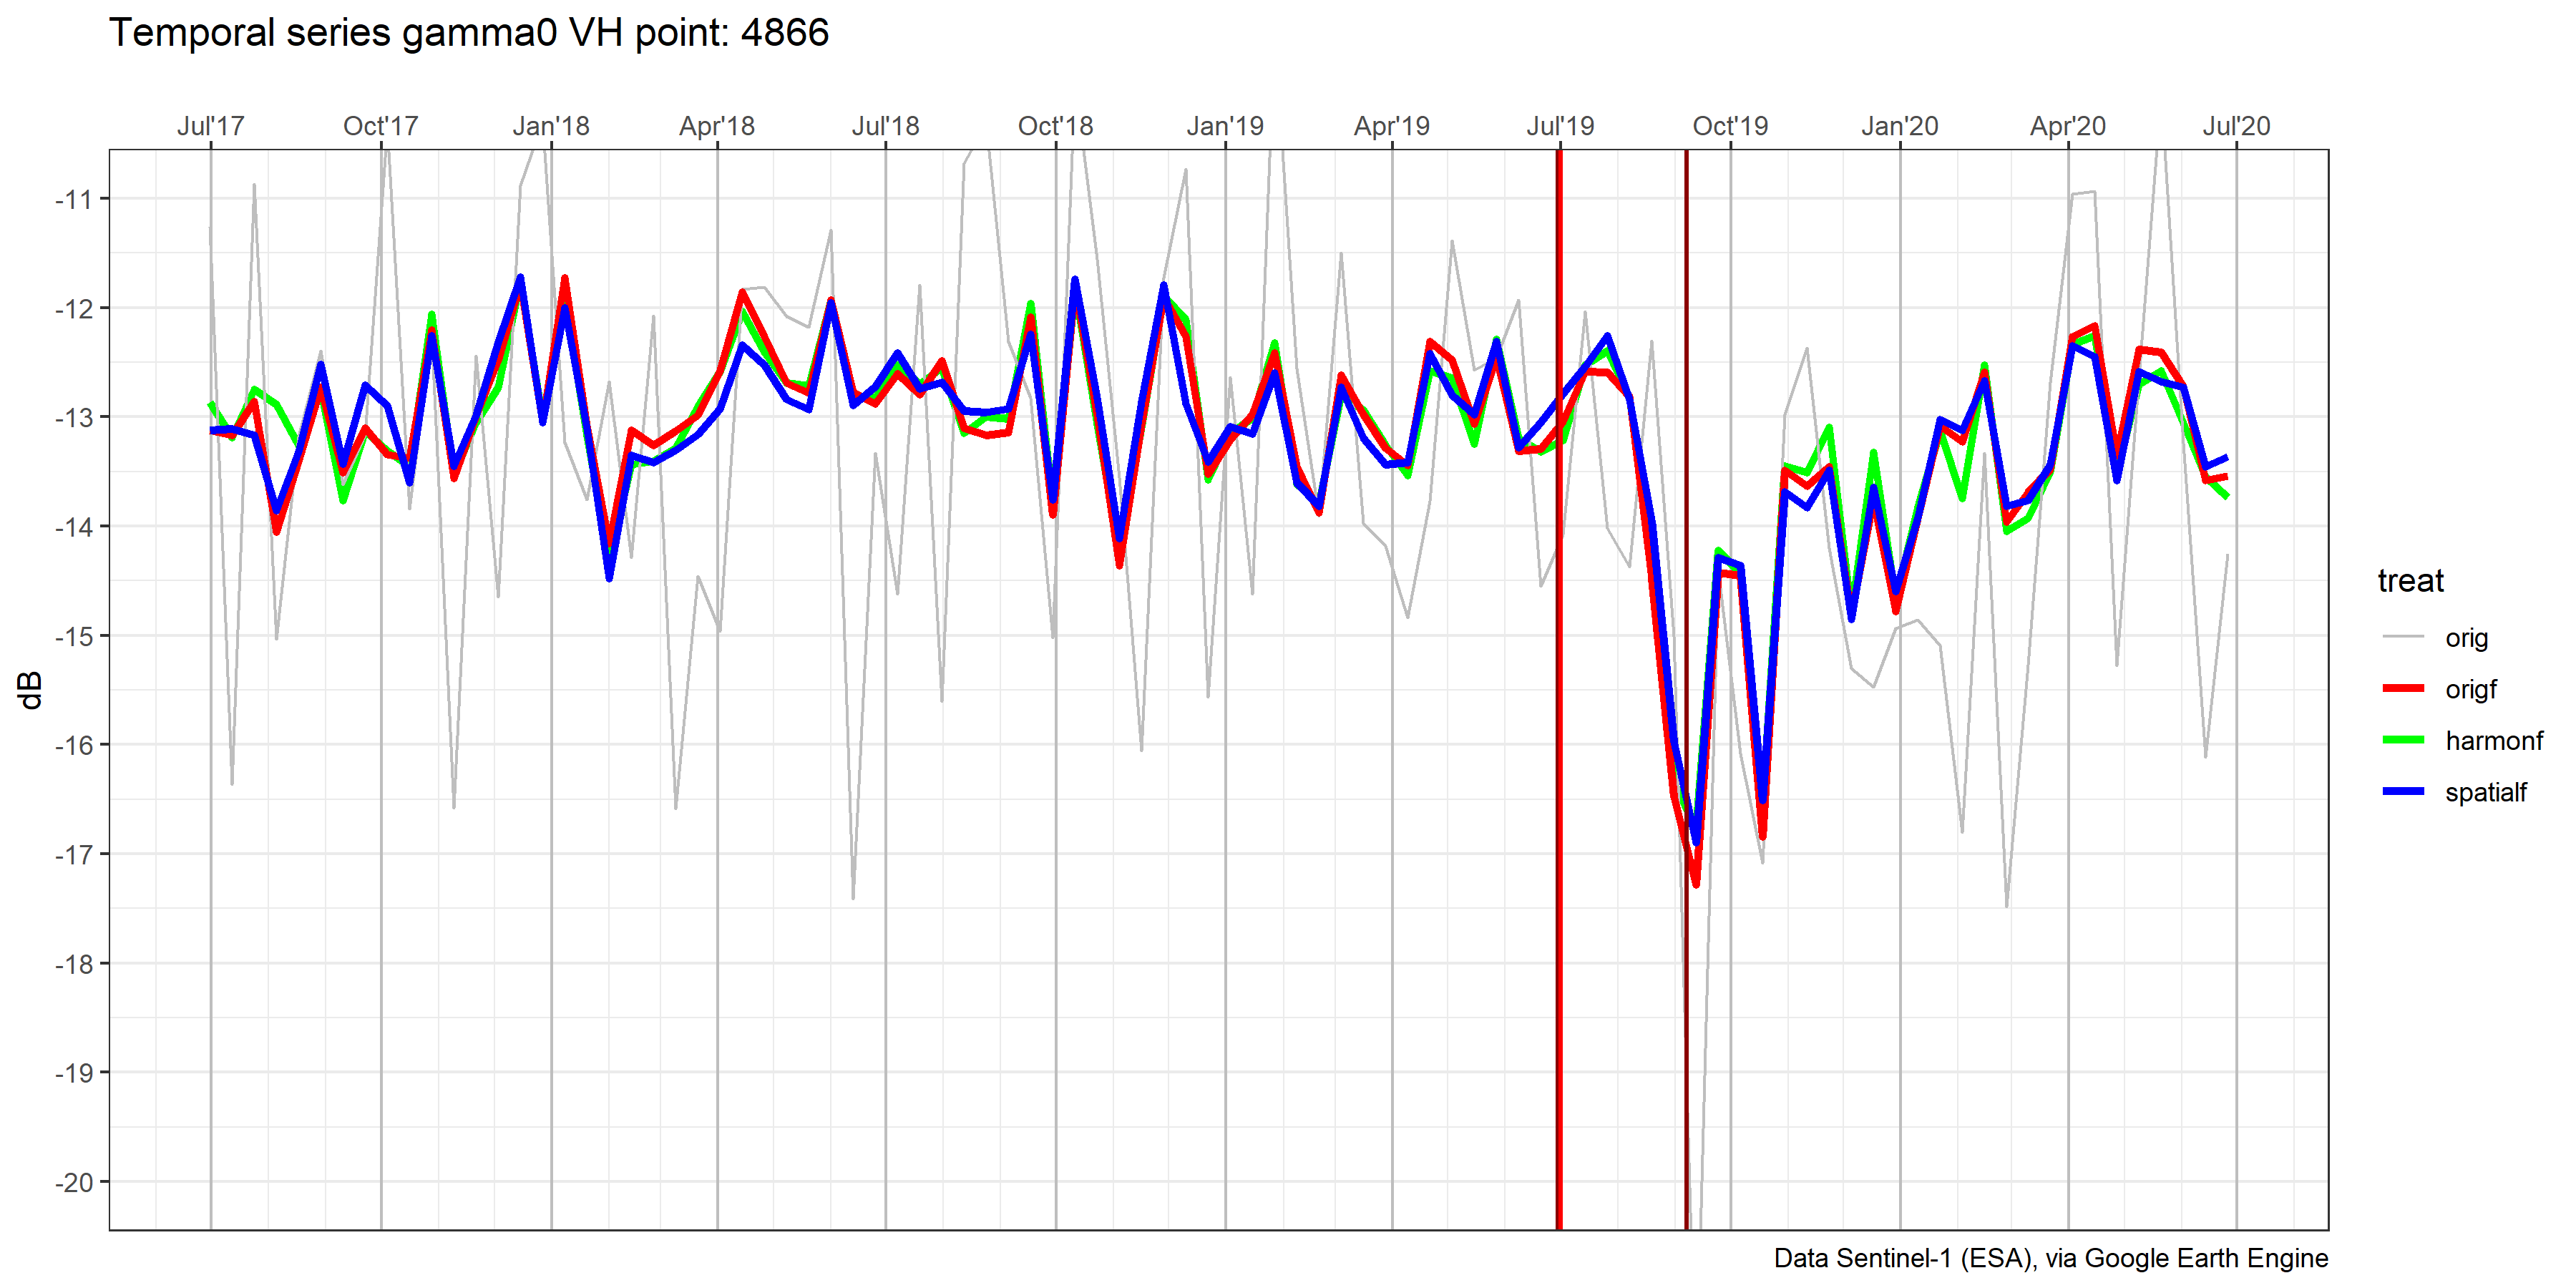 Temporal series gamma0 VH point: 4866
Jul'17 Oct'17 Jan'18 Apr'18 Jul'18 Oct'18 Jan'19 Apr'19 Jul'19 Oct'19 Jan'20 Apr'20 Jul'20
-11
-12
-13
-14
-15
-16
-17
-18
-19
-20
dB
treat
orig
origf
harmonf
spatialf
Data Sentinel-1 (ESA), via Google Earth Engine